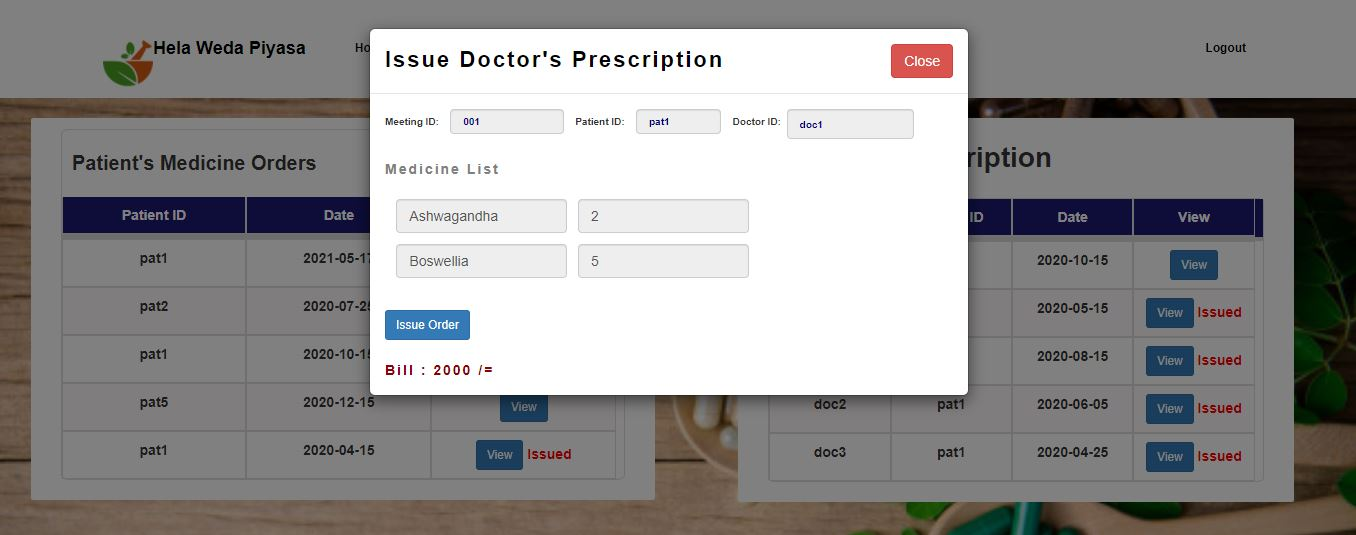 Hela Weda Piyasa Ho Logout
Issue Doctor's Prescription Close
Meeting ID: 001 Patient ID: pat1 Doctor ID: doc1
Medicine List
Ashwagandha 2
Boswellia 5
Issue Order
Bill : 2000 /=
Patient's Medicine Orders
Patient ID Date
pat1 2021-05-17
pat2 2020-07-25
pat1 2020-10-15
pat5 2020-12-15 View
pat1 2020-04-15 View Issued
ription
ID Date View
2020-10-15 View
2020-05-15 View Issued
2020-08-15 View Issued
doc2 pat1 2020-06-05 View Issued
doc3 pat1 2020-04-25 View Issued